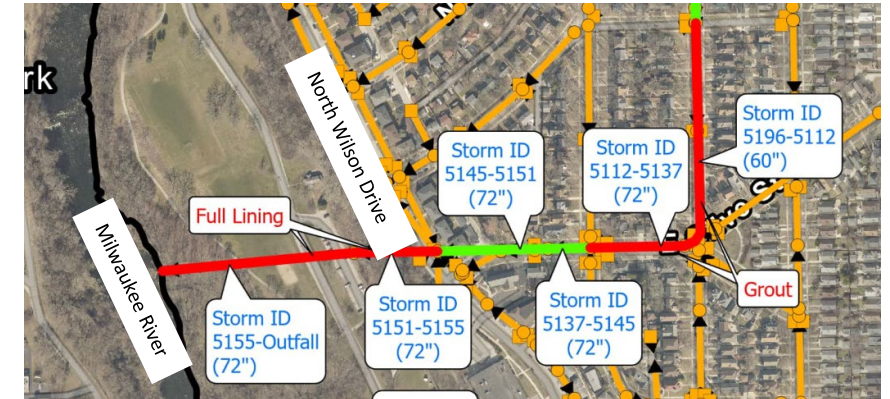 rk
North Wilson Drive
Storm ID
5196-5112
(60")
Storm ID
5145-5151
(72")
Storm ID
5112-5137
(72")
Full Lining
Milwaukee River
Grout
Storm ID
5155-Outfall
(72")
Storm ID
5151-5155
(72")
Storm ID
5137-5145
(72")